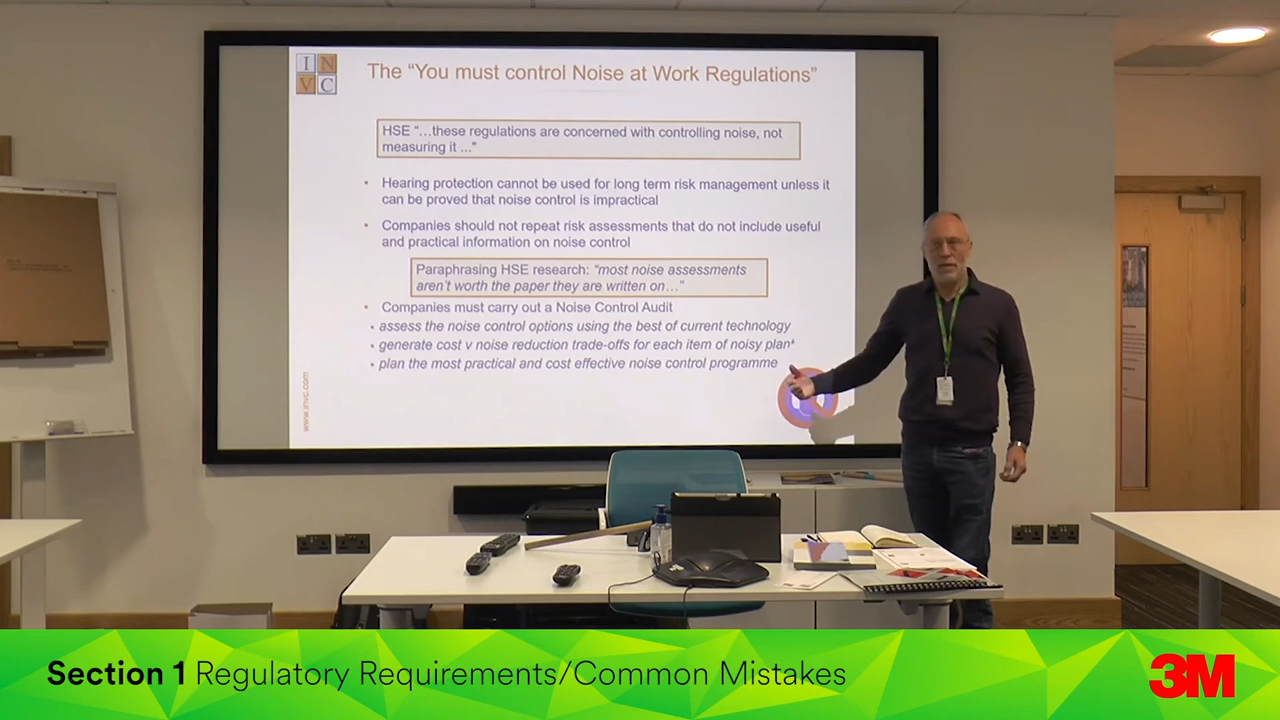 I N
V C
The “You must control Noise at Work Regulations”
HSE “...these regulations are concerned with controlling noise, not
measuring it ...”
• Hearing protection cannot be used for long term risk management unless it
can be proved that noise control is impractical
• Companies should not repeat risk assessments that do not include useful
and practical information on noise control
Paraphrasing HSE research: “most noise assessments
aren’t worth the paper they are written on…”
• Companies must carry out a Noise Control Audit
• assess the noise control options using the best of current technology
• generate cost v noise reduction trade-offs for each item of noisy plan
• plan the most practical and cost effective noise control programme
www.invc.com
Section 1 Regulatory Requirements/Common Mistakes
3M